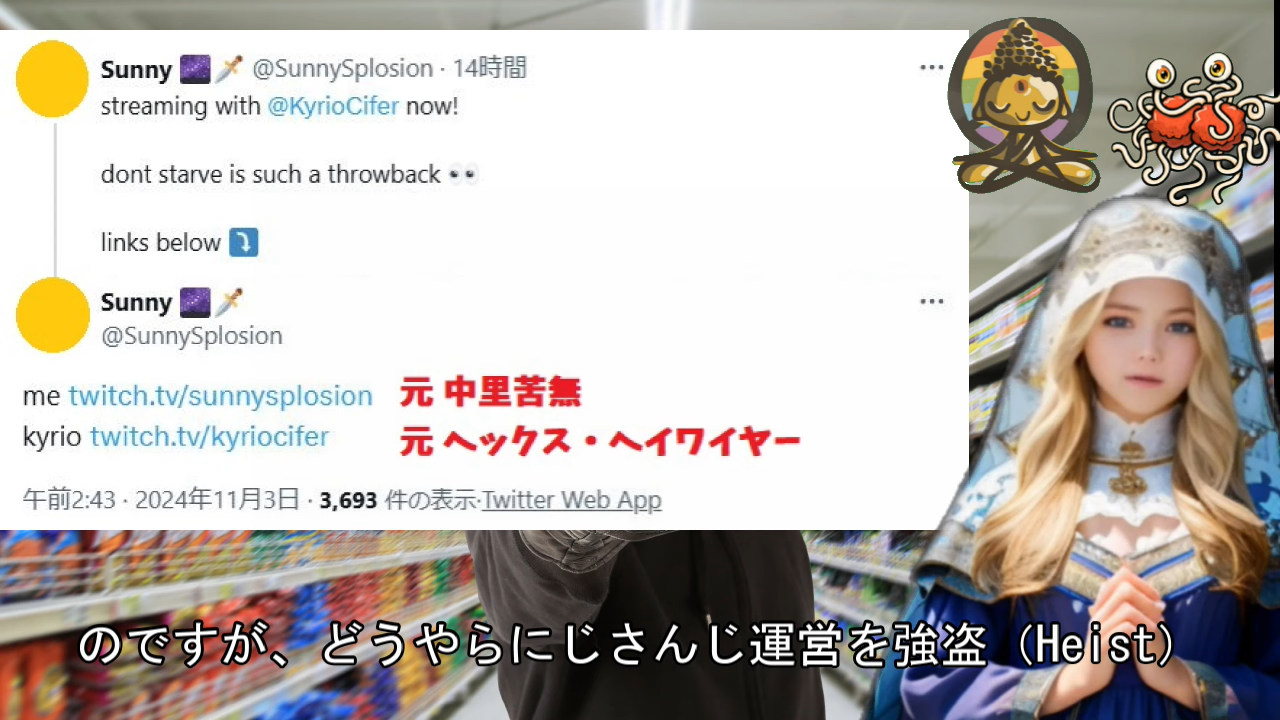 Sunny 🌌🗡️ @SunnySplosion · 14時間
streaming with @KyrioCifer now!
dont starve is such a throwback 👀
links below ⤵️
Sunny 🌌🗡️
@SunnySplosion
me twitch.tv/sunnysplosion 元 中里苦無
kyrio twitch.tv/kyriocifer 元 ヘックス・ヘイワイヤー
午前2:43 · 2024年11月3日 · 3,693 件の表示·Twitter Web App
のですが、どうやらにじさんじ運営を強盗（Heist）